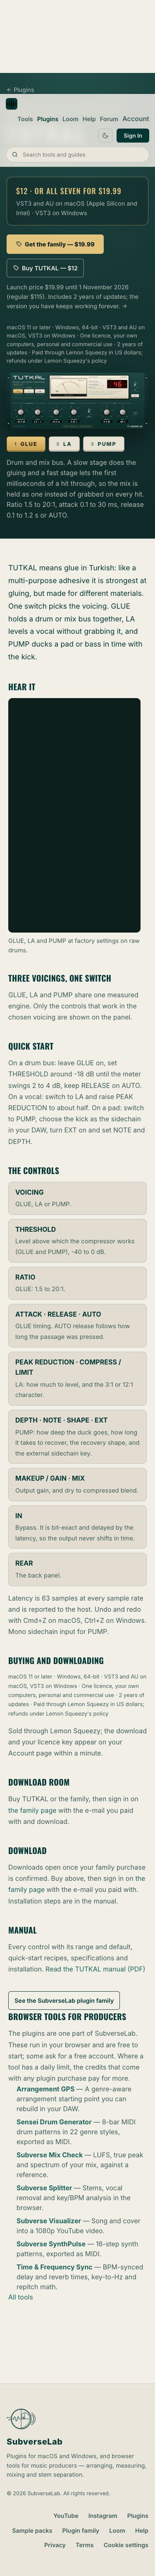 ← Plugins
Tools Plugins Loom Help Forum Account
Sign In
Search tools and guides
$12 · OR ALL SEVEN FOR $19.99
VST3 and AU on macOS (Apple Silicon and
Intel) · VST3 on Windows
Get the family — $19.99
Buy TUTKAL — $12
Launch price $19.99 until 1 November 2026
(regular $115). Includes 2 years of updates; the
version you have keeps working forever. →
macOS 11 or later · Windows, 64-bit · VST3 and AU on
macOS, VST3 on Windows · One licence, your own
computers, personal and commercial use · 2 years of
updates · Paid through Lemon Squeezy in US dollars;
refunds under Lemon Squeezy's policy
TUTKAL
1 GLUE
2 LA
3 PUMP
Drum and mix bus. A slow stage does the
holding and a fast stage lets the first
milliseconds of a hit through, so the mix is
held as one instead of grabbed on every hit.
Ratio 1.5 to 20:1, attack 0.1 to 30 ms, release
0.1 to 1.2 s or AUTO.
TUTKAL means glue in Turkish: like a
multi-purpose adhesive it is strongest at
gluing, but made for different materials.
One switch picks the voicing. GLUE
holds a drum or mix bus together, LA
levels a vocal without grabbing it, and
PUMP ducks a pad or bass in time with
the kick.
HEAR IT
GLUE, LA and PUMP at factory settings on raw
drums.
THREE VOICINGS, ONE SWITCH
GLUE, LA and PUMP share one measured
engine. Only the controls that work in the
chosen voicing are shown on the panel.
QUICK START
On a drum bus: leave GLUE on, set
THRESHOLD around -18 dB until the meter
swings 2 to 4 dB, keep RELEASE on AUTO.
On a vocal: switch to LA and raise PEAK
REDUCTION to about half. On a pad: switch
to PUMP, choose the kick as the sidechain
in your DAW, turn EXT on and set NOTE and
DEPTH.
THE CONTROLS
VOICING
GLUE, LA or PUMP.
THRESHOLD
Level above which the compressor works
(GLUE and PUMP), -40 to 0 dB.
RATIO
GLUE: 1.5 to 20:1.
ATTACK · RELEASE · AUTO
GLUE timing. AUTO release follows how
long the passage was pressed.
PEAK REDUCTION · COMPRESS /
LIMIT
LA: how much to level, and the 3:1 or 12:1
character.
DEPTH · NOTE · SHAPE · EXT
PUMP: how deep the duck goes, how long
it takes to recover, the recovery shape, and
the external sidechain key.
MAKEUP / GAIN · MIX
Output gain, and dry to compressed blend.
IN
Bypass. It is bit-exact and delayed by the
latency, so the output never shifts in time.
REAR
The back panel.
Latency is 63 samples at every sample rate
and is reported to the host. Undo and redo
with Cmd+Z on macOS, Ctrl+Z on Windows.
Mono sidechain input for PUMP.
BUYING AND DOWNLOADING
macOS 11 or later · Windows, 64-bit · VST3 and AU on
macOS, VST3 on Windows · One licence, your own
computers, personal and commercial use · 2 years of
updates · Paid through Lemon Squeezy in US dollars;
refunds under Lemon Squeezy's policy
Sold through Lemon Squeezy; the download
and your licence key appear on your
Account page within a minute.
DOWNLOAD ROOM
Buy TUTKAL or the family, then sign in on
the family page with the e-mail you paid
with and download.
DOWNLOAD
Downloads open once your family purchase
is confirmed. Buy above, then sign in on the
family page with the e-mail you paid with.
Installation steps are in the manual.
MANUAL
Every control with its range and default,
quick-start recipes, specifications and
installation. Read the TUTKAL manual (PDF)
See the SubverseLab plugin family
BROWSER TOOLS FOR PRODUCERS
The plugins are one part of SubverseLab.
These run in your browser and are free to
start; some ask for a free account. Where a
tool has a daily limit, the credits that come
with any plugin purchase pay for more.
Arrangement GPS — A genre-aware
arrangement starting point you can
rebuild in your DAW.
Sensei Drum Generator — 8-bar MIDI
drum patterns in 22 genre styles,
exported as MIDI.
Subverse Mix Check — LUFS, true peak
and spectrum of your mix, against a
reference.
Subverse Splitter — Stems, vocal
removal and key/BPM analysis in the
browser.
Subverse Visualizer — Song and cover
into a 1080p YouTube video.
Subverse SynthPulse — 16-step synth
patterns, exported as MIDI.
Time & Frequency Sync — BPM-synced
delay and reverb times, key-to-Hz and
repitch math.
All tools
SubverseLab
Plugins for macOS and Windows, and browser
tools for music producers — arranging, measuring,
mixing and stem separation.
© 2026 SubverseLab. All rights reserved.
YouTube Instagram Plugins
Sample packs Plugin family Loom Help
Privacy Terms Cookie settings